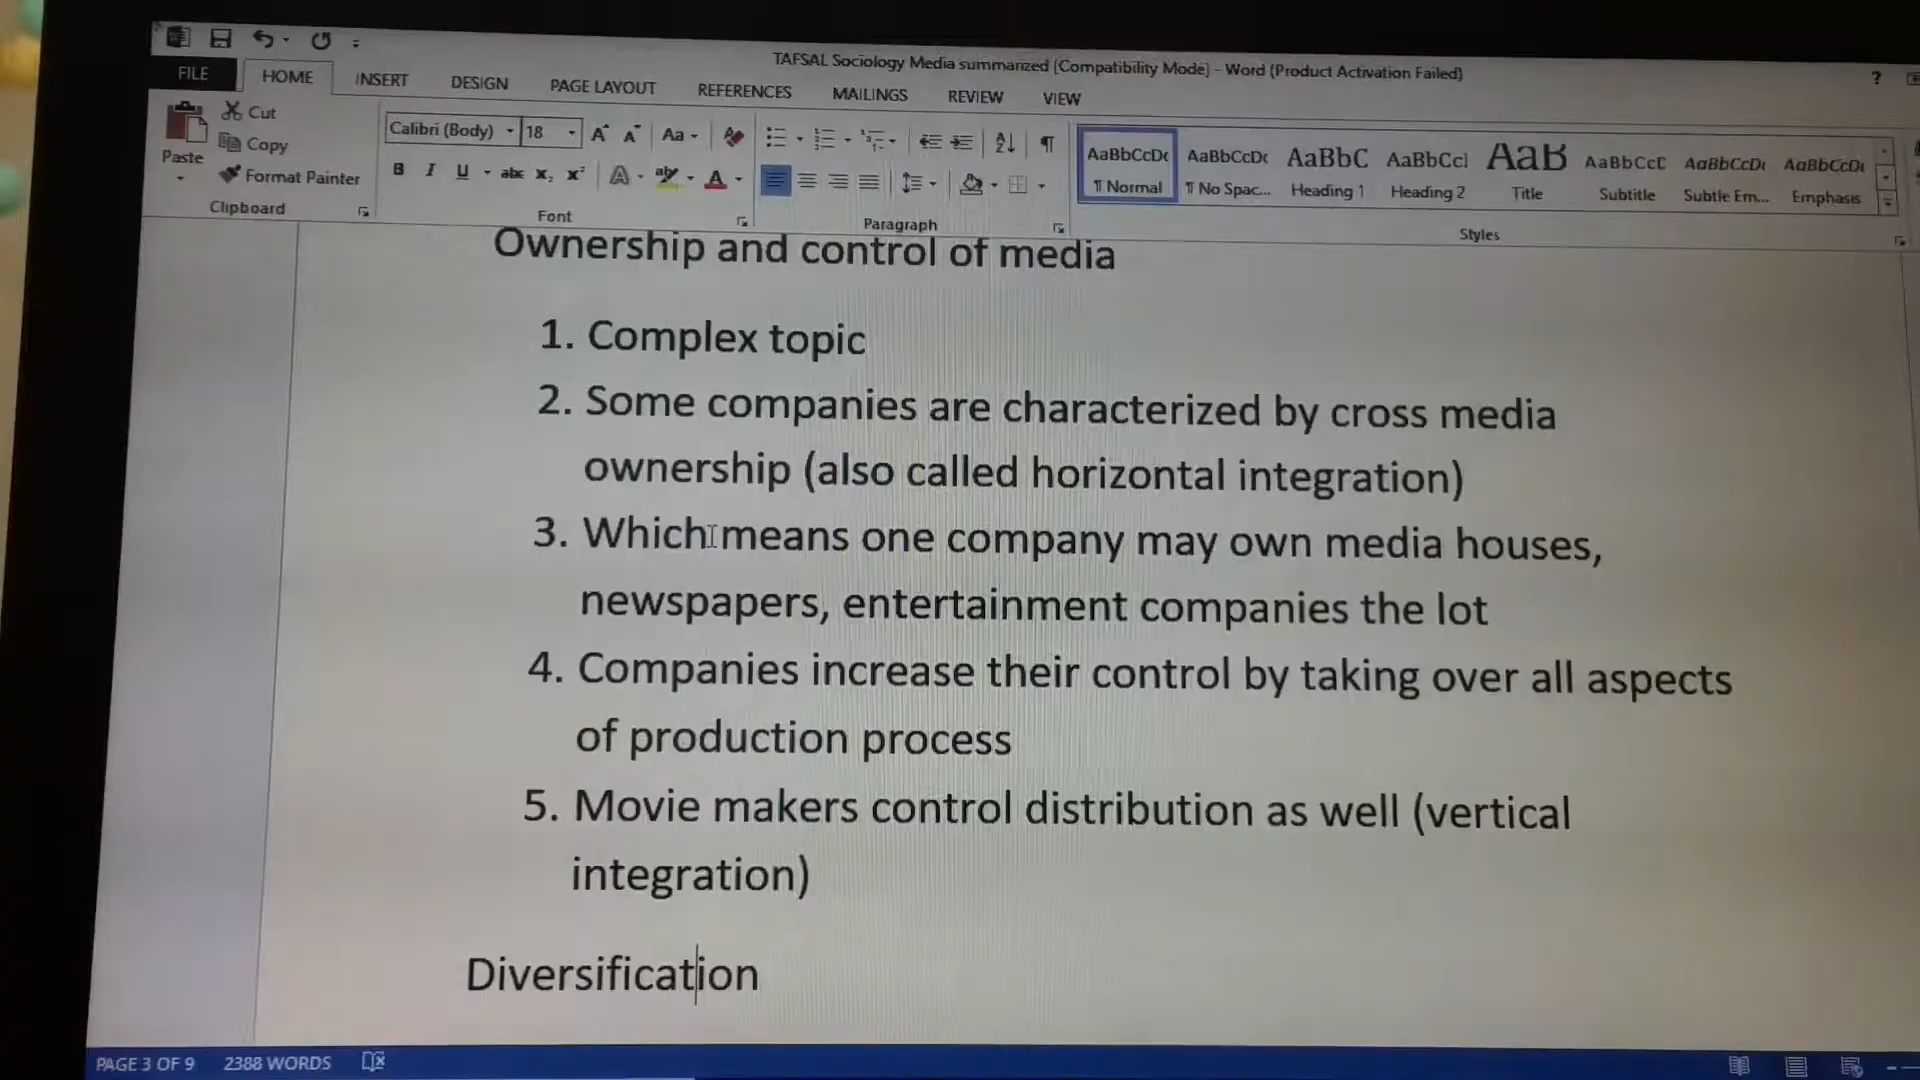 TAFSAL Sociology Media summarized [Compatibility Mode] - Word (Product Activation Failed)
?
FILE HOME INSERT DESIGN PAGE LAYOUT REFERENCES MAILINGS REVIEW VIEW
Paste
Cut
Copy
Format Painter
Clipboard
Calibri (Body) 18
Font
Paragraph
AaBbCcDc AaBbCcDc AaBbC AaBbCcl AaB AaBbCcC AaBbCcDc AaBbCcDc
¶ Normal ¶ No Spac... Heading 1 Heading 2 Title Subtitle Subtle Em... Emphasis
Styles
Ownership and control of media
1. Complex topic
2. Some companies are characterized by cross media
ownership (also called horizontal integration)
3. Which means one company may own media houses,
newspapers, entertainment companies the lot
4. Companies increase their control by taking over all aspects
of production process
5. Movie makers control distribution as well (vertical
integration)
Diversification
PAGE 3 OF 9 2388 WORDS